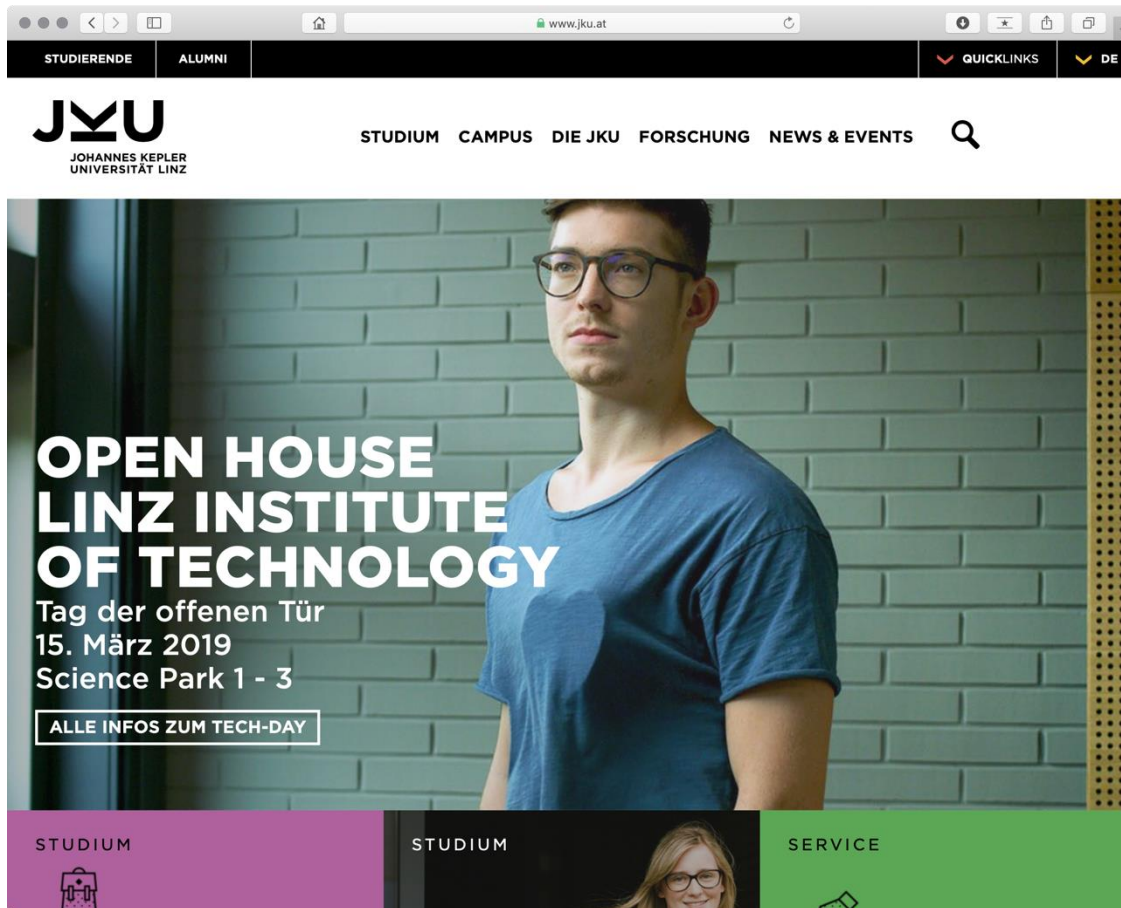 www.jku.at
STUDIERENDE ALUMNI QUICKLINKS DE
JKU
JOHANNES KEPLER
UNIVERSITÄT LINZ
STUDIUM CAMPUS DIE JKU FORSCHUNG NEWS & EVENTS
OPEN HOUSE
LINZ INSTITUTE
OF TECHNOLOGY
Tag der offenen Tür
15. März 2019
Science Park 1 - 3
ALLE INFOS ZUM TECH-DAY
STUDIUM STUDIUM SERVICE